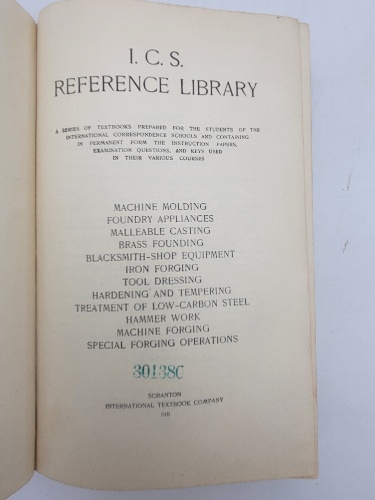 I. C. S.
REFERENCE LIBRARY
A SERIES OF TEXTBOOKS PREPARED FOR THE STUDENTS OF THE
INTERNATIONAL CORRESPONDENCE SCHOOLS AND CONTAINING
IN PERMANENT FORM THE INSTRUCTION PAPERS,
EXAMINATION QUESTIONS, AND KEYS USED
IN THEIR VARIOUS COURSES
MACHINE MOLDING
FOUNDRY APPLIANCES
MALLEABLE CASTING
BRASS FOUNDING
BLACKSMITH-SHOP EQUIPMENT
IRON FORGING
TOOL DRESSING
HARDENING AND TEMPERING
TREATMENT OF LOW-CARBON STEEL
HAMMER WORK
MACHINE FORGING
SPECIAL FORGING OPERATIONS
SCRANTON
INTERNATIONAL TEXTBOOK COMPANY